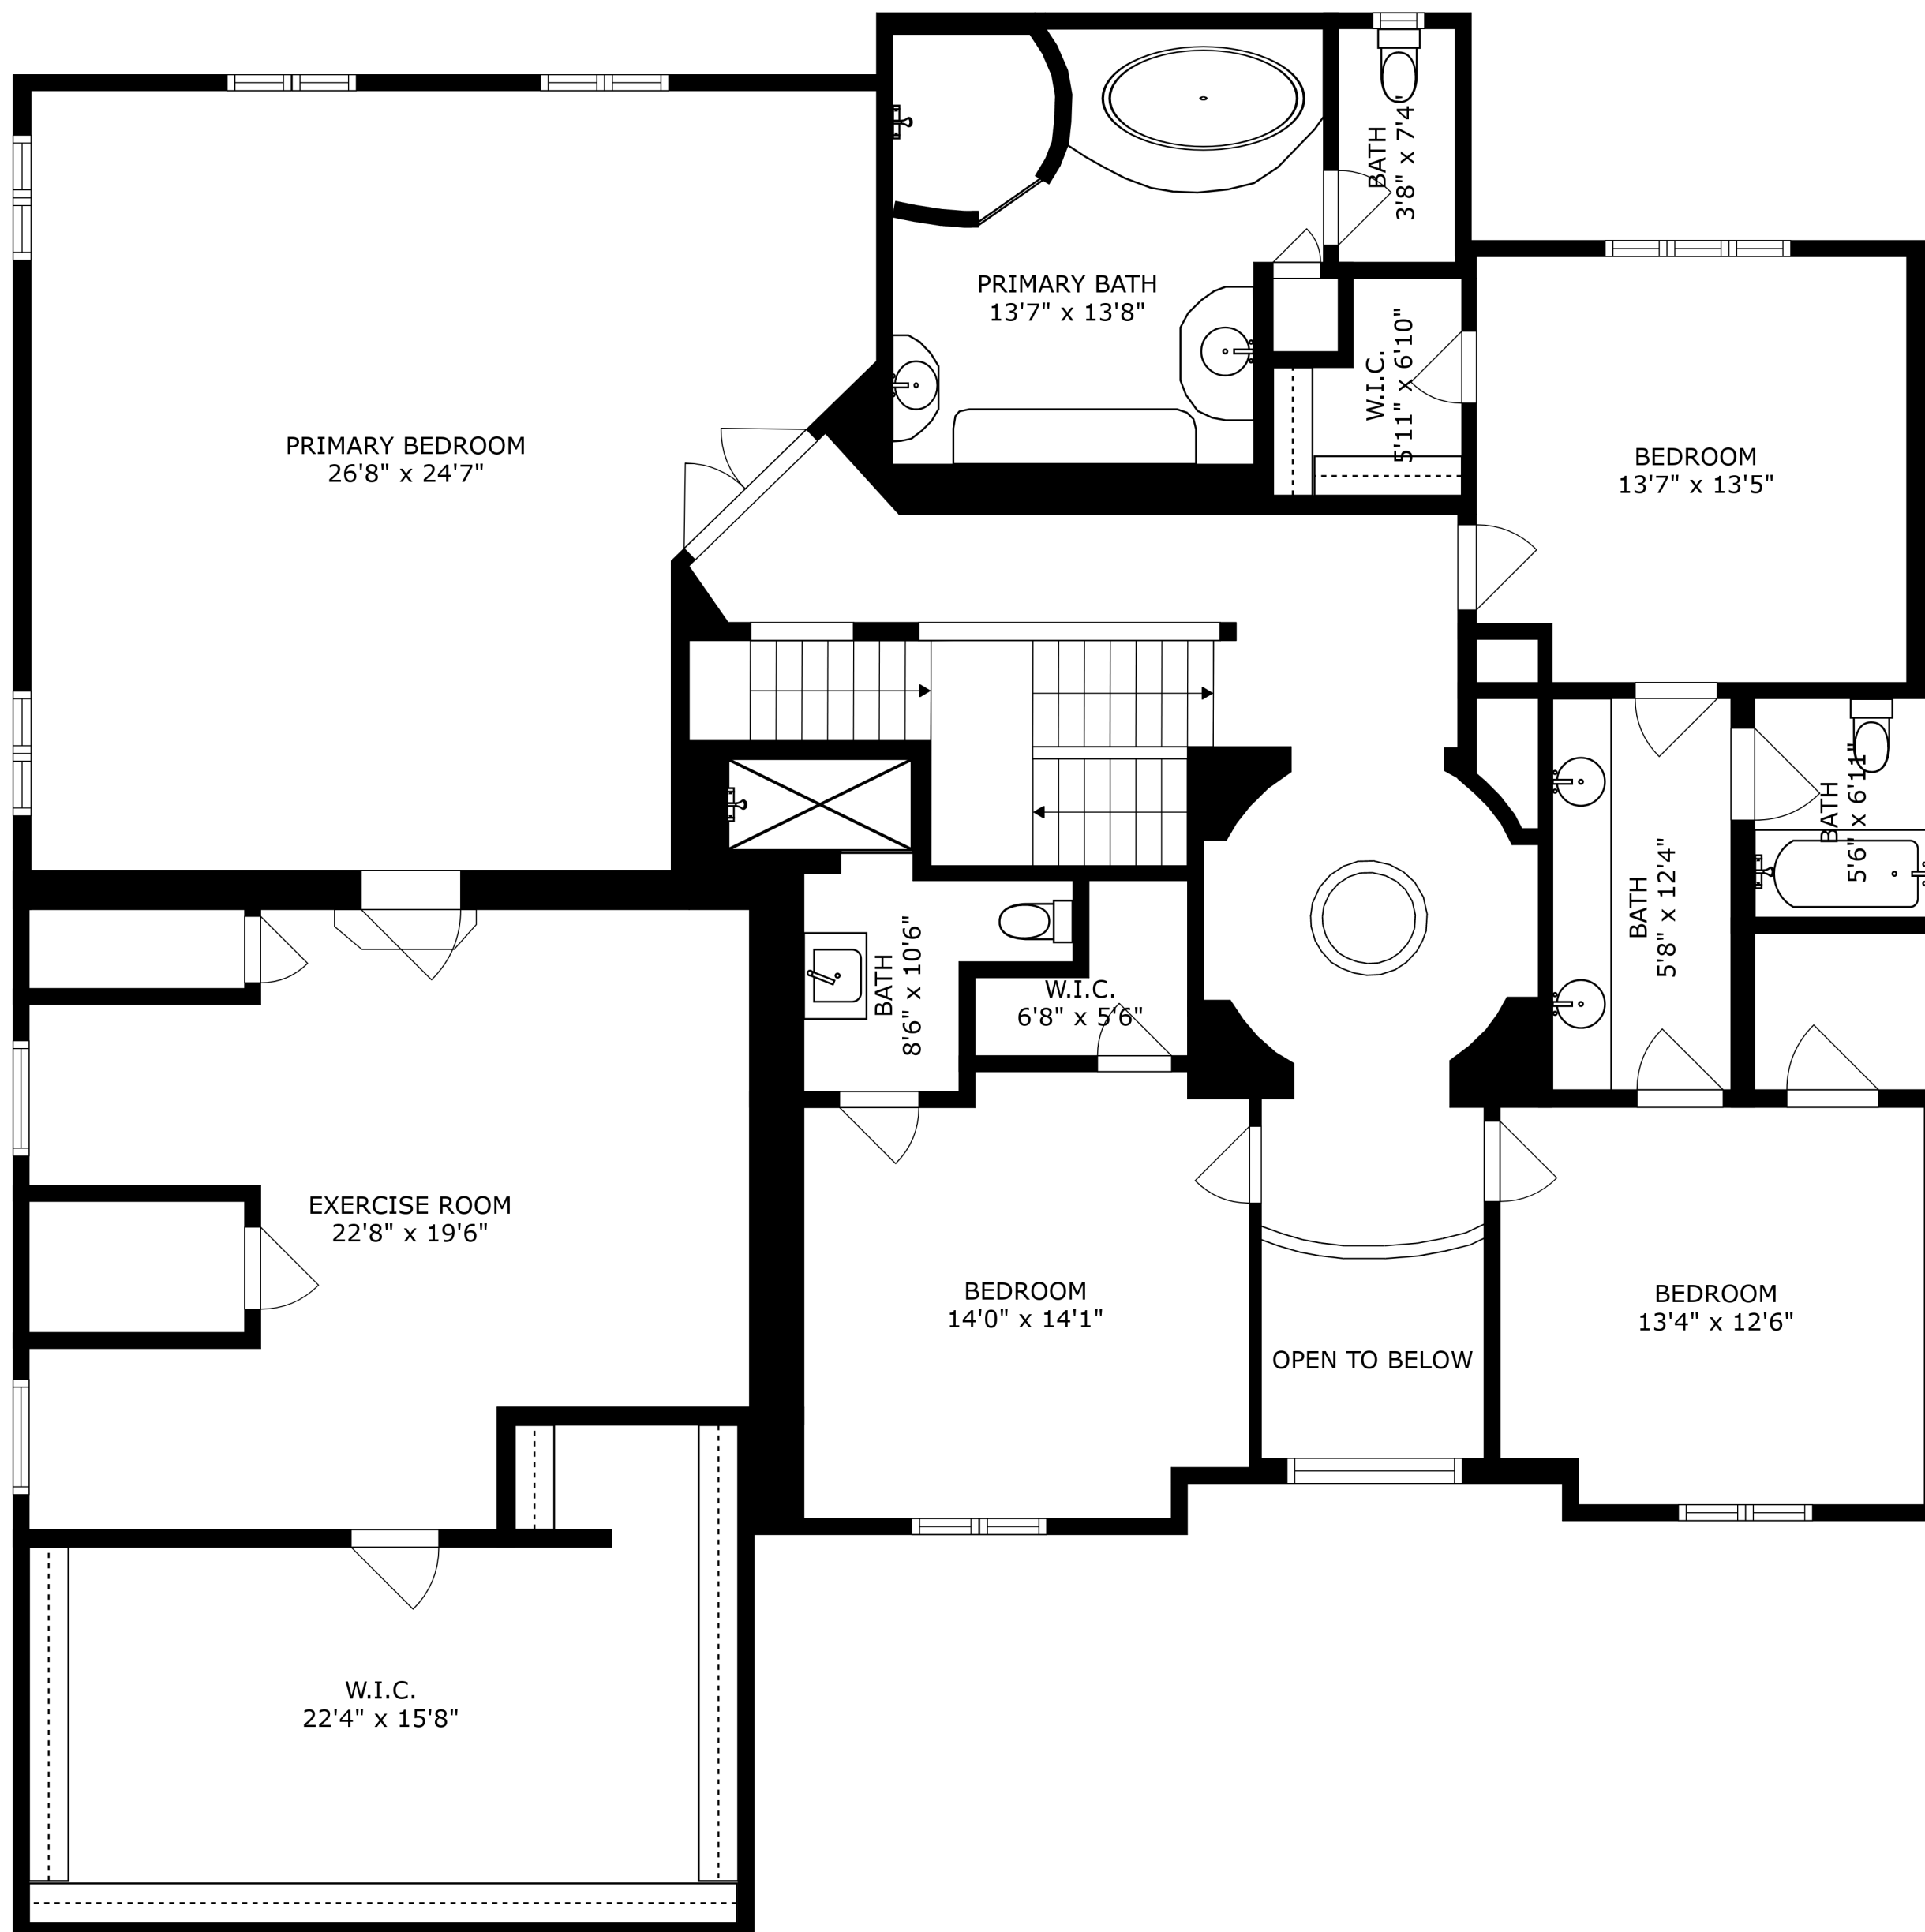 BATH
3'8" x 7'4"
PRIMARY BATH
13'7" x 13'8"
W.I.C.
5'11" x 6'10"
PRIMARY BEDROOM
26'8" x 24'7"
BEDROOM
13'7" x 13'5"
BATH
5'6" x 6'11"
BATH
5'8" x 12'4"
BATH
8'6" x 10'6"
W.I.C.
6'8" x 5'6"
EXERCISE ROOM
22'8" x 19'6"
BEDROOM
14'0" x 14'1"
BEDROOM
13'4" x 12'6"
OPEN TO BELOW
W.I.C.
22'4" x 15'8"